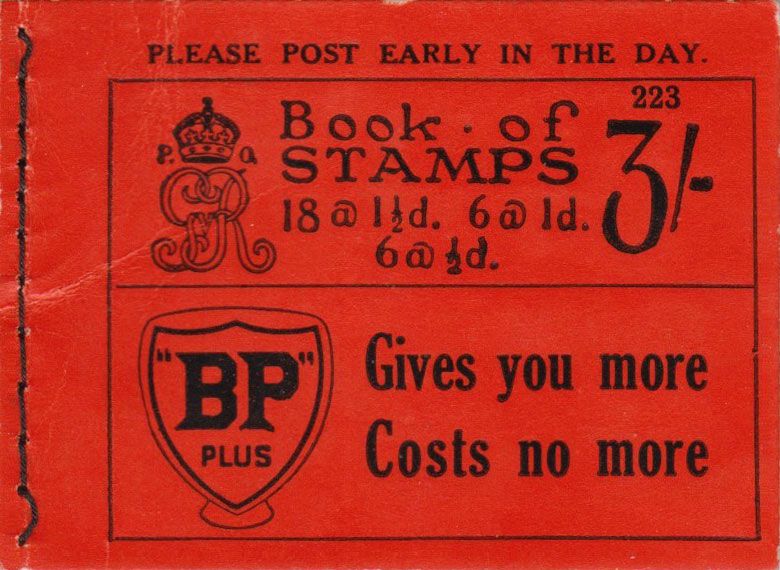 PLEASE POST EARLY IN THE DAY.
223
P. O.
Book · of
STAMPS
3/-
18 @ 1½d. 6 @ 1d.
6 @ ½d.
"BP"
PLUS
Gives you more
Costs no more